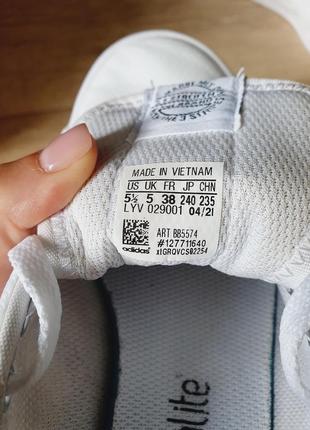 MADE IN VIETNAM
US UK FR JP CHN
5½ 5 38 240 235
LYV 029001 04/21
ART BB5574
#127711640
x1GRQVCS02254
adidas
lite